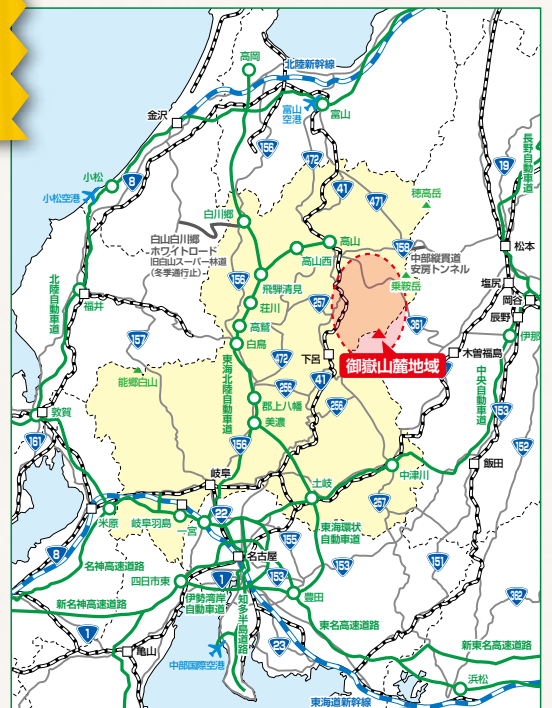 高岡
北陸新幹線
金沢
富山
空港
富山
156
472
41
471
19
長野自動車道
小松
8
小松空港
穂高岳
白川郷
白山白川郷
ホワイトロード
旧白山スーパー林道
(冬季通行止)
高山
高山西
158
松本
中部縦貫道
安房トンネル
北陸自動車道
156
飛騨清見
乗鞍岳
塩尻
岡谷
福井
荘川
257
辰野
高鷲
361
伊那
157
白鳥
472
下呂
木曽福島
御嶽山麓地域
能郷白山
東海北陸自動車道
256
41
中央自動車道
敦賀
郡上八幡
256
153
161
美濃
156
152
岐阜
中津川
飯田
土岐
257
米原
岐阜羽島
22
一宮
東海環状
自動車道
155
8
名古屋
153
151
名神高速道路
四日市東
1
153
新名神高速道路
伊勢湾岸
自動車道
知多半島道路
豊田
362
1
東名高速道路
亀山
23
新東名高速道路
中部国際空港
浜松
東海道新幹線